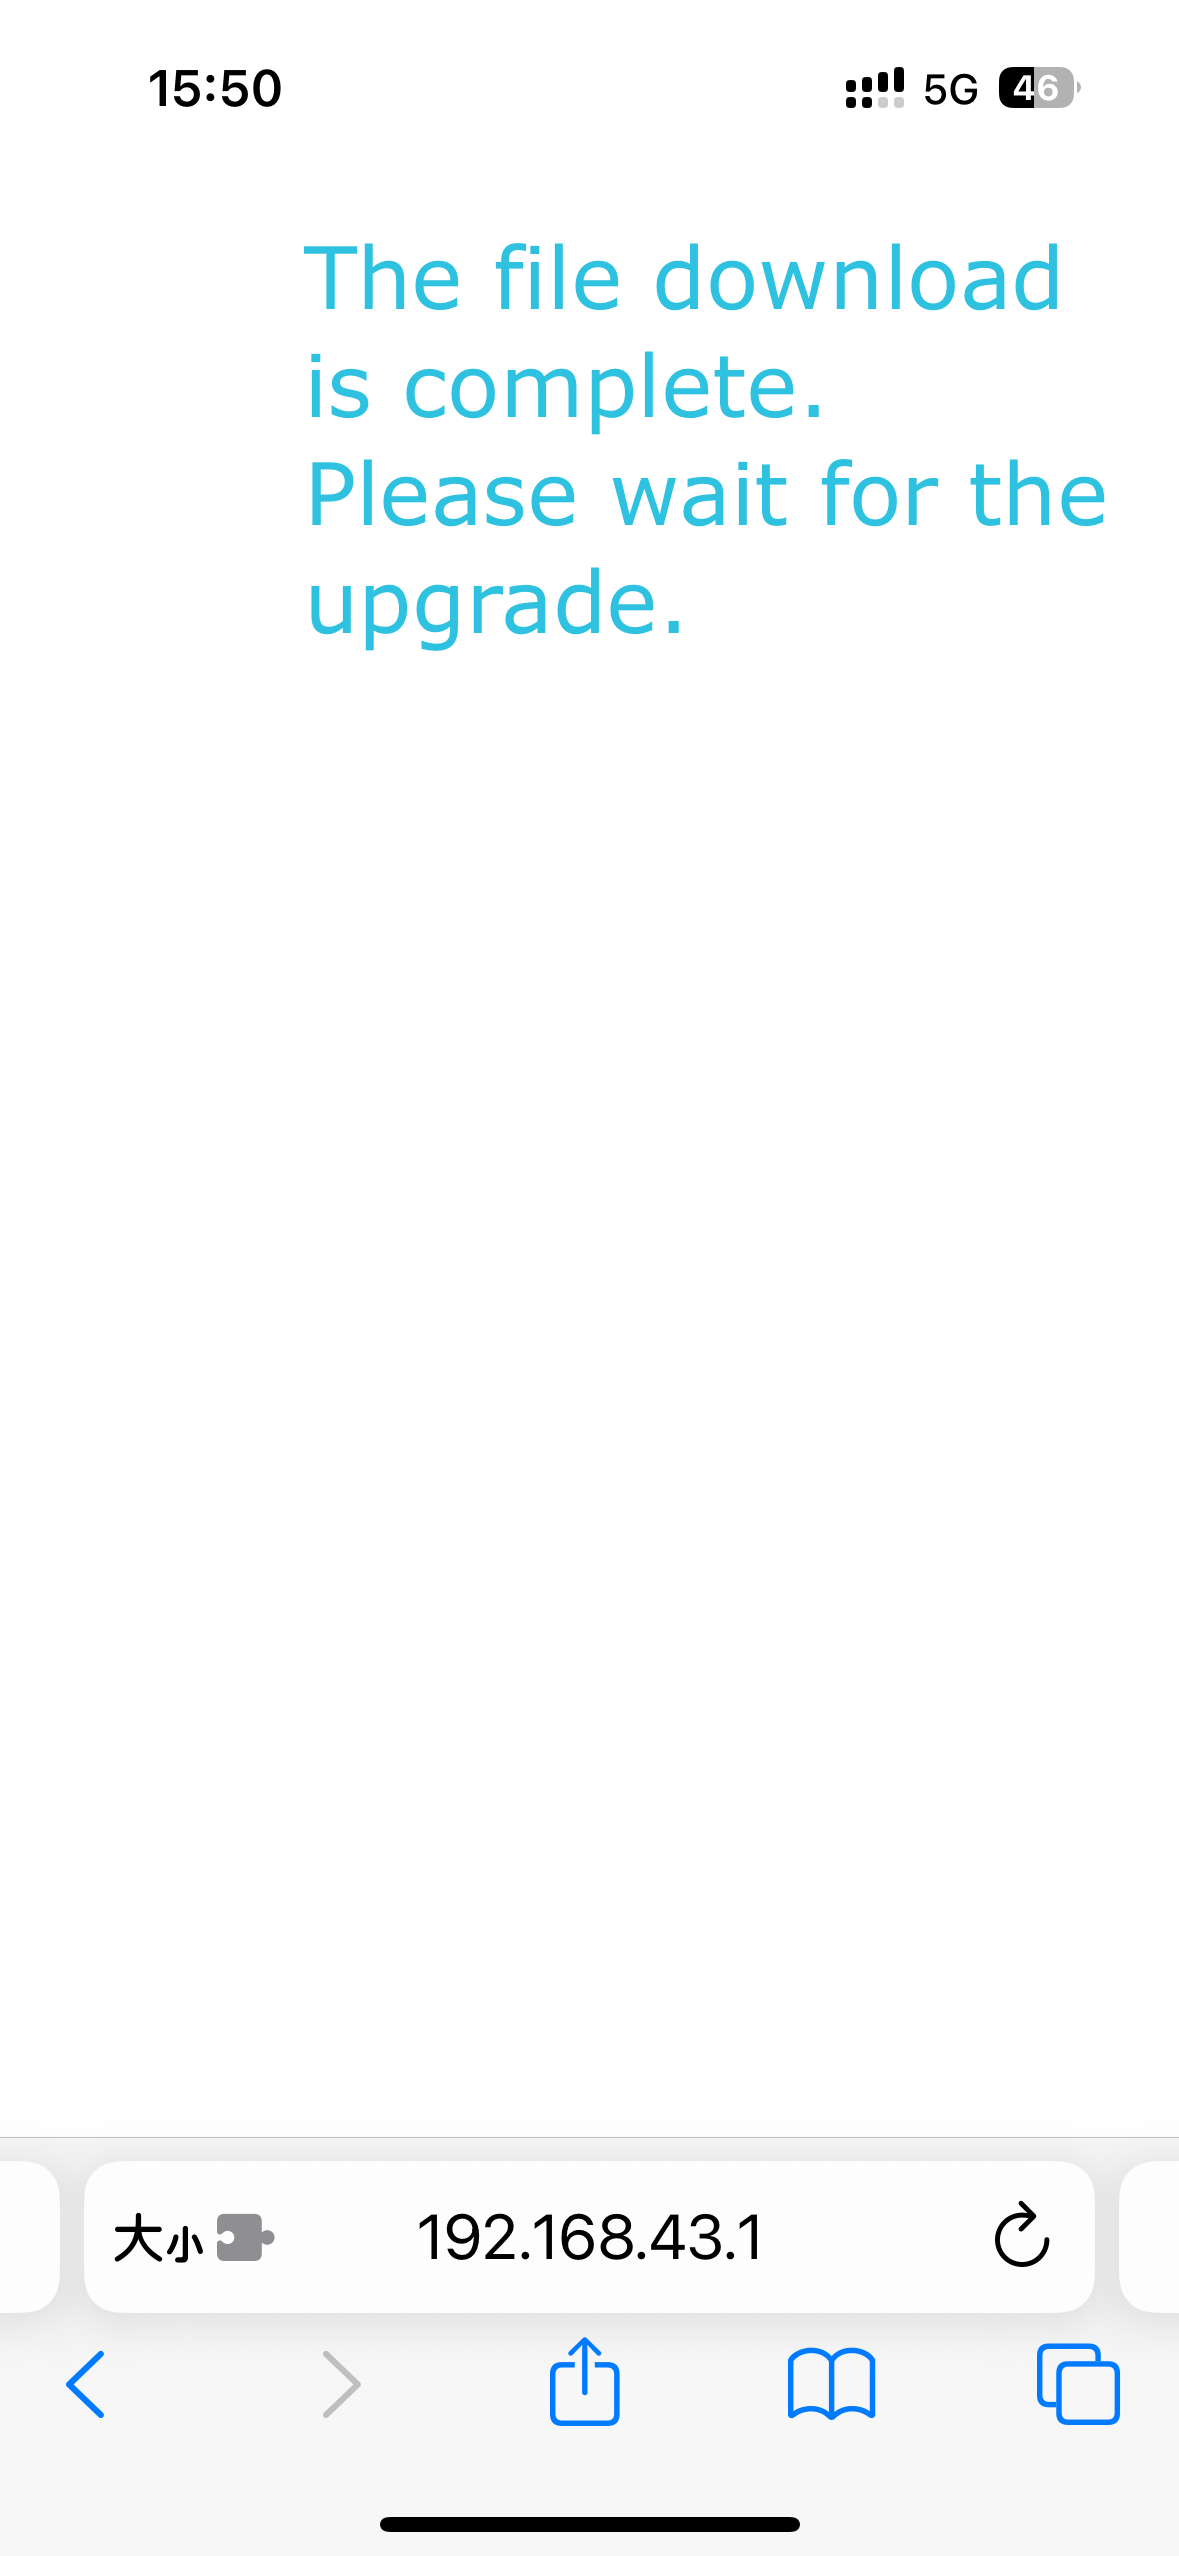 15:50
5G 46
The file download
is complete.
Please wait for the
upgrade.
大小 192.168.43.1